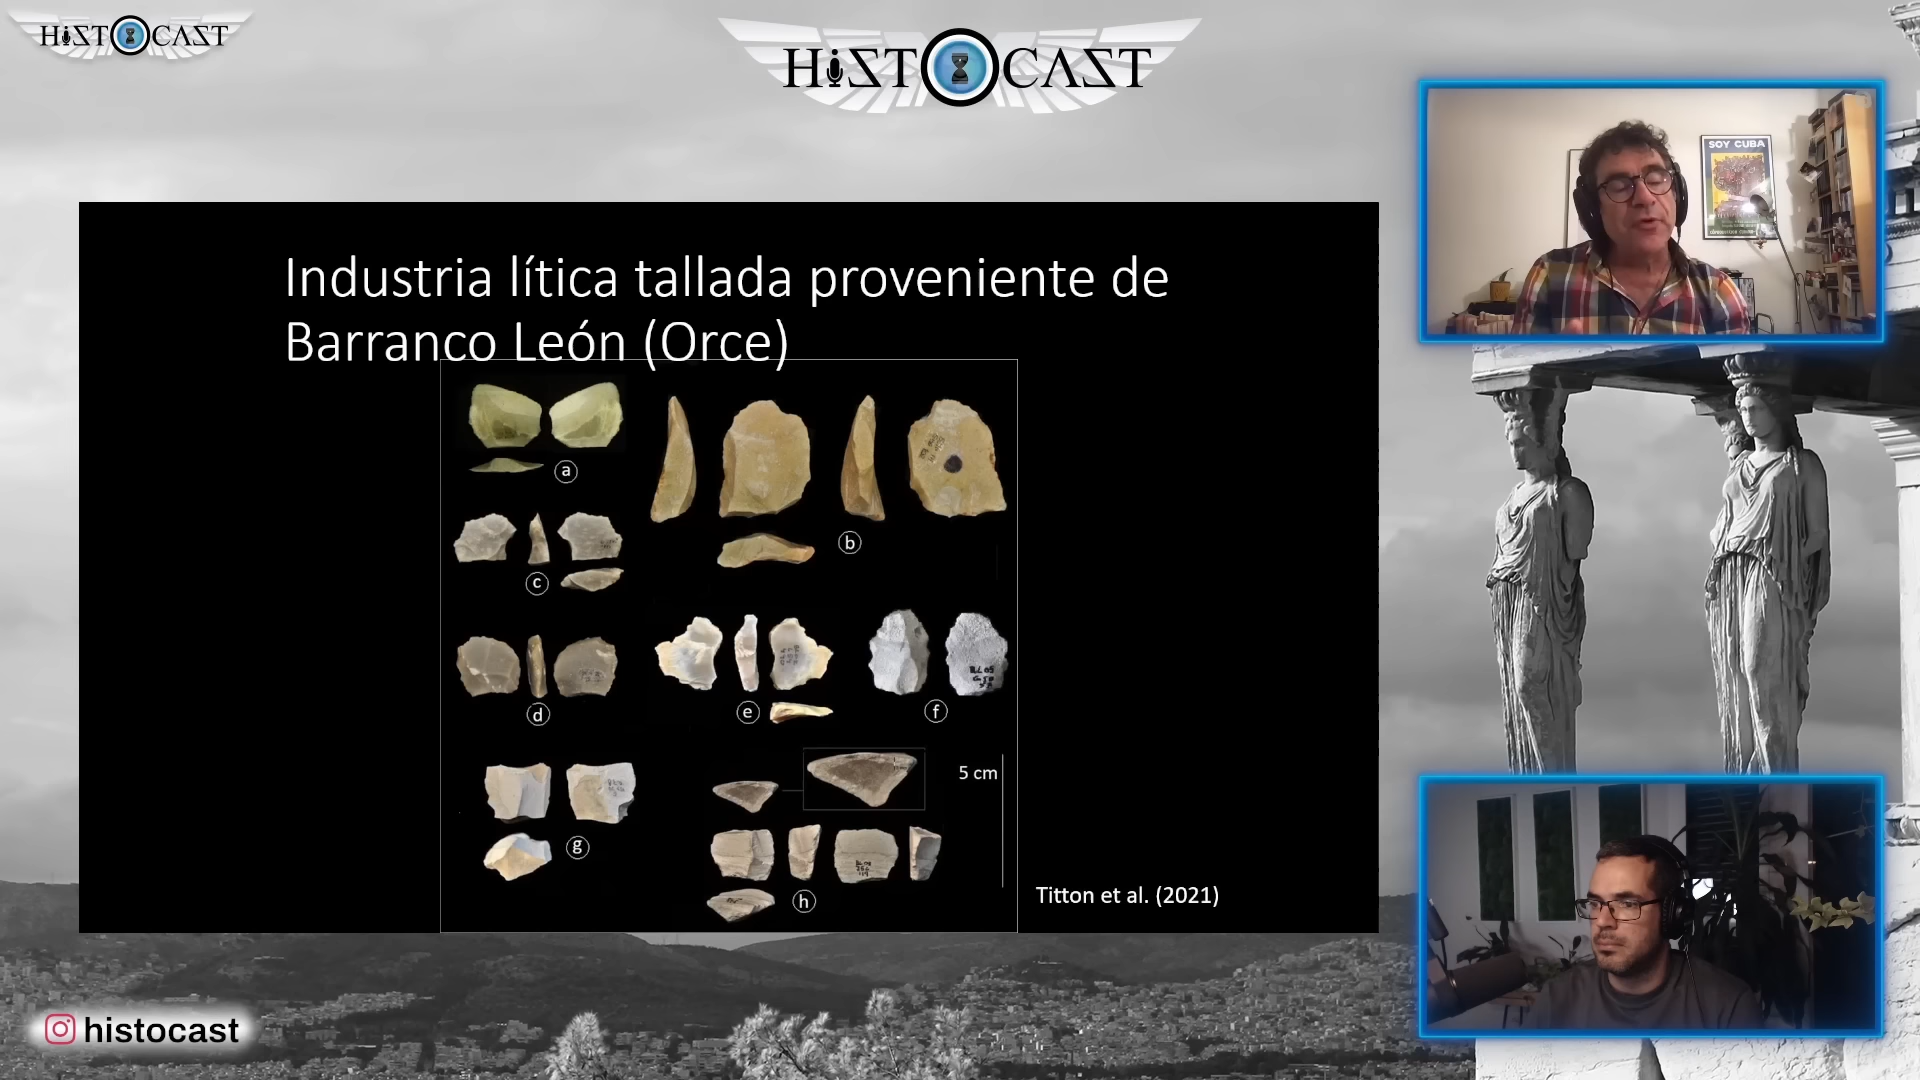 HiSTOCAST
HiSTOCAST
SOY CUBA
Industria lítica tallada proveniente de
Barranco León (Orce)
a
b
c
d
e
f
g
h
5 cm
Titton et al. (2021)
histocast